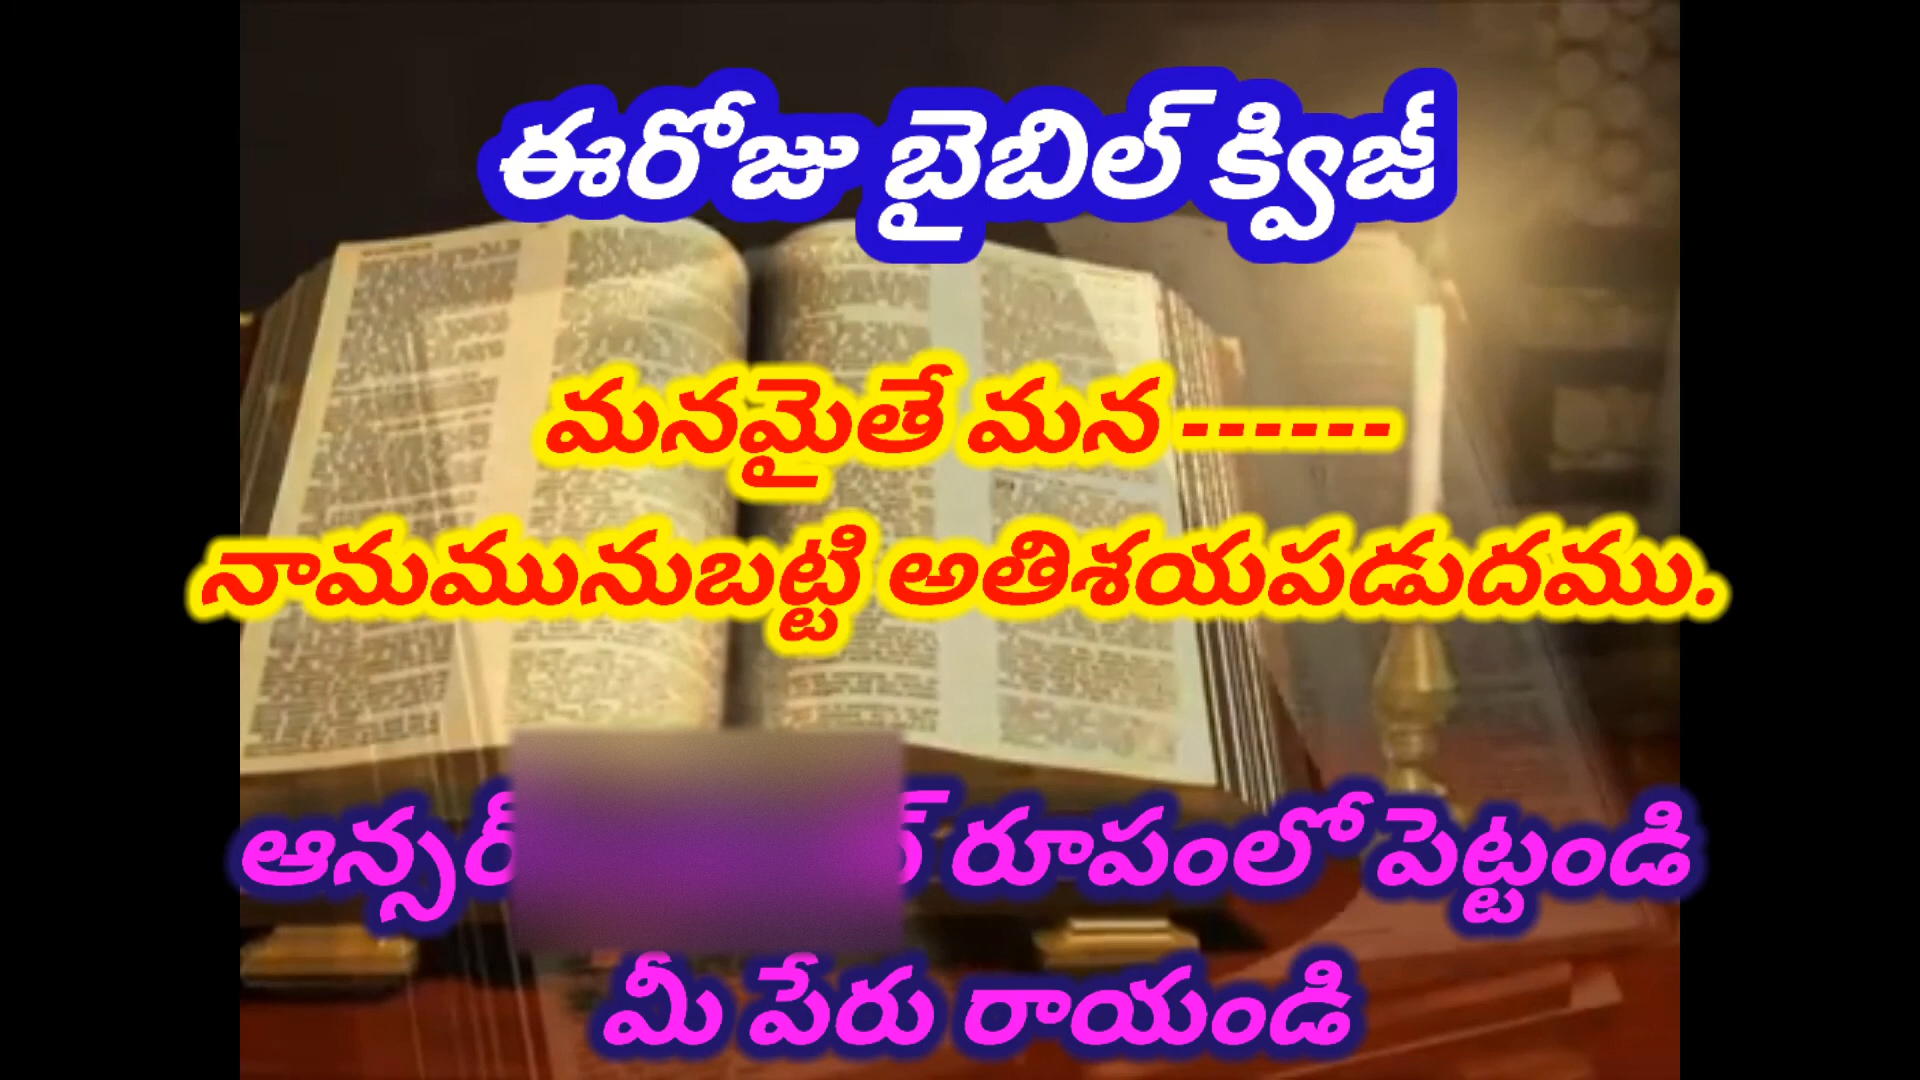 ఈరోజు బైబిల్ క్విజ్
మనమైతే మన ------
నామమునుబట్టి అతిశయపడుదము.
ఆన్సర్ రూపంలో పెట్టండి
మీ పేరు రాయండి